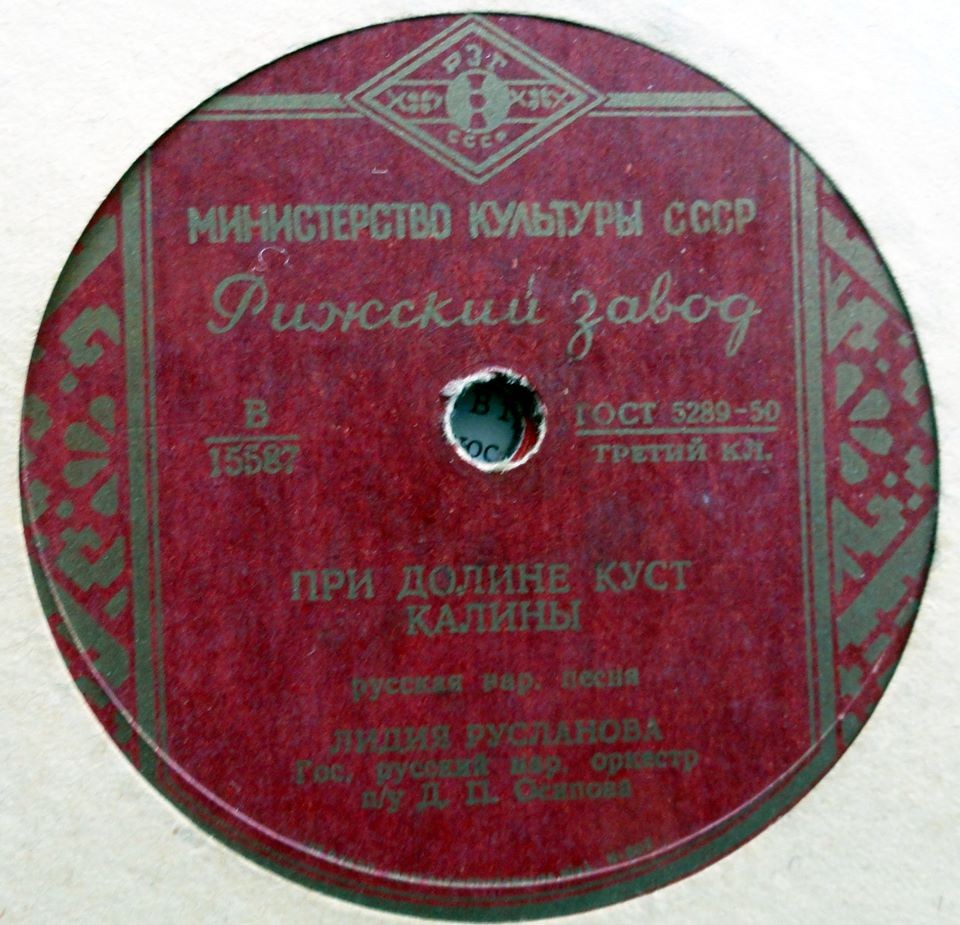 РЗГ
СССР
МИНИСТЕРСТВО КУЛЬТУРЫ СССР
Рижский завод
В
15587
ГОСТ 5289-50
ТРЕТИЙ КЛ.
ПРИ ДОЛИНЕ КУСТ
КАЛИНЫ
русская нар. песня
ЛИДИЯ РУСЛАНОВА
Гос. русский нар. оркестр
п/у Д. П. Осипова